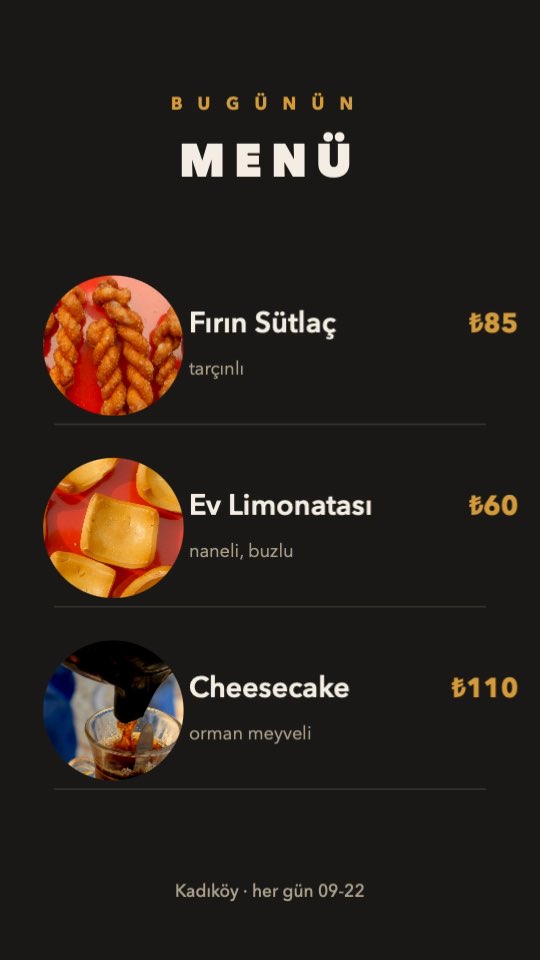 BUGÜNÜN
MENÜ
Fırın Sütlaç ₺85
tarçınlı
Ev Limonatası ₺60
naneli, buzlu
Cheesecake ₺110
orman meyveli
Kadıköy · her gün 09-22